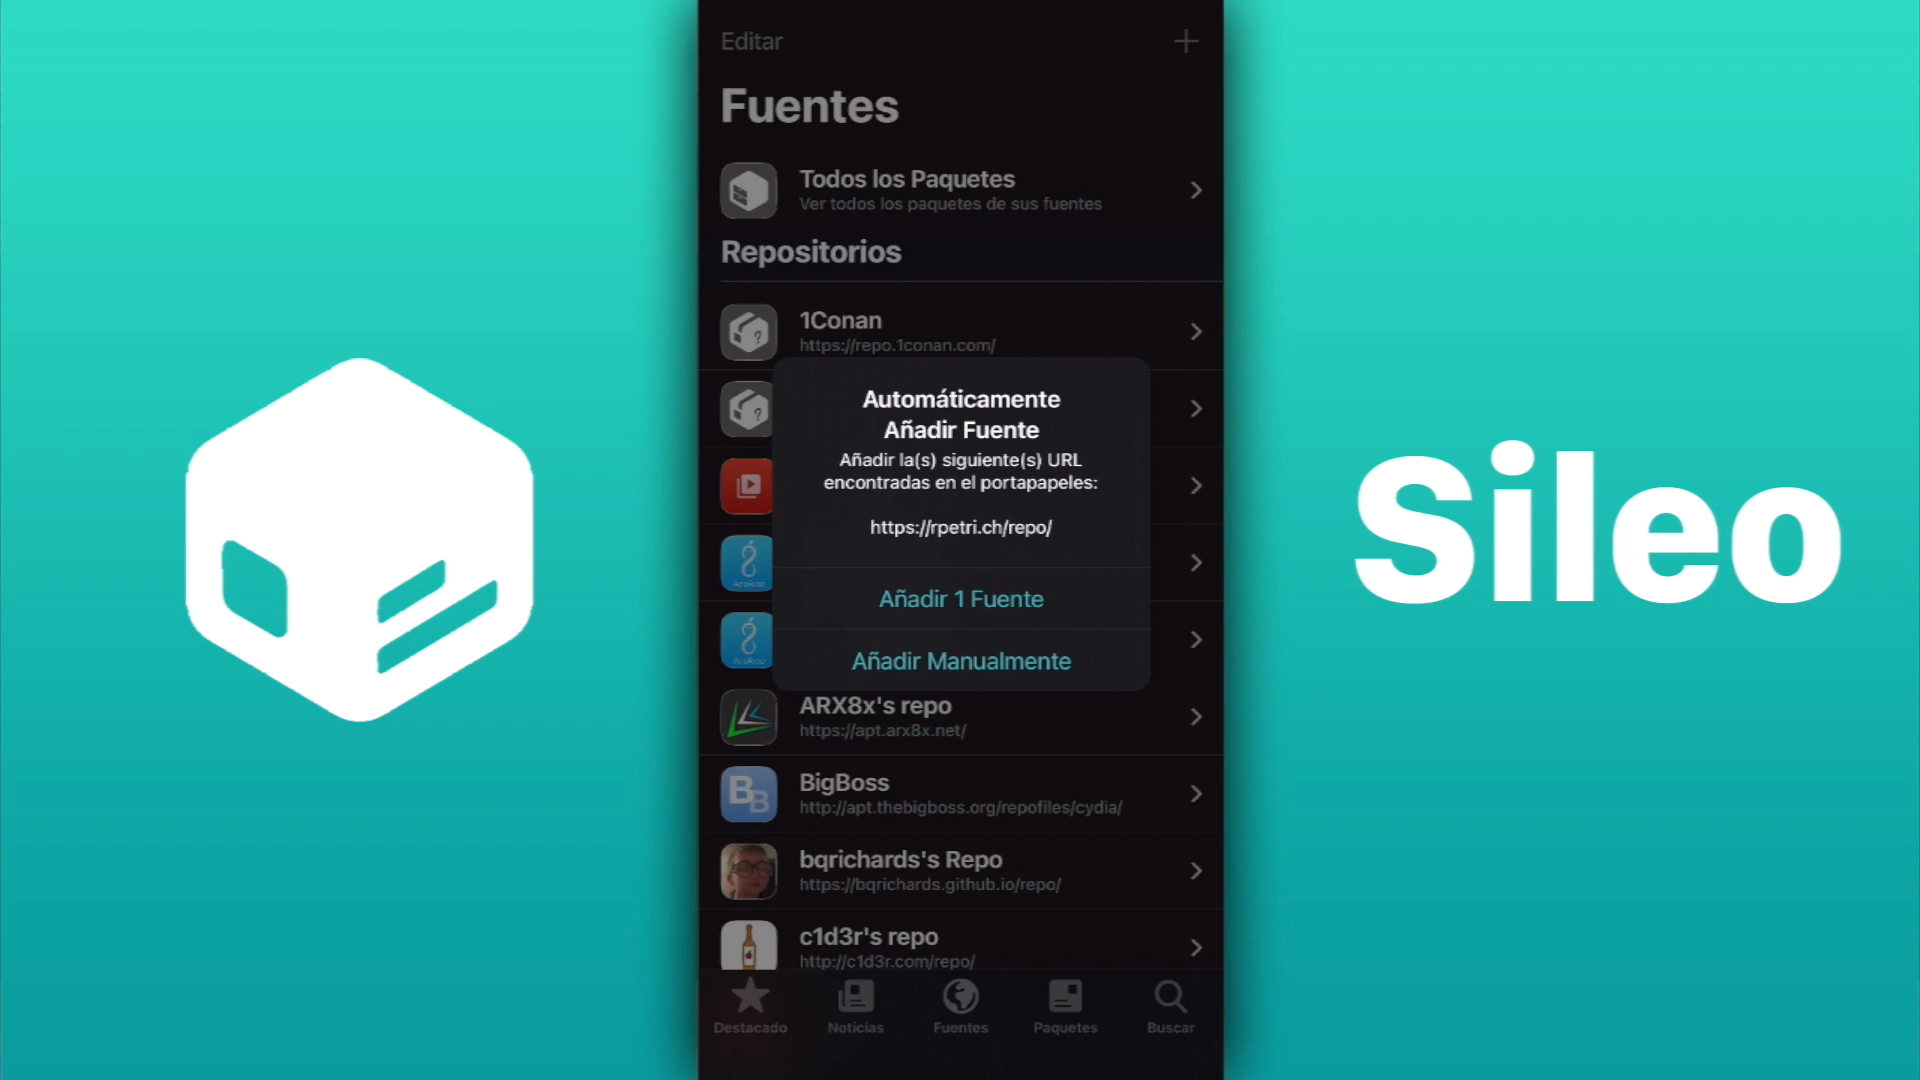 Editar
Fuentes
Todos los Paquetes
Ver todos los paquetes de sus fuentes
Repositorios
1Conan
https://repo.1conan.com/
Automáticamente
Añadir Fuente
Añadir la(s) siguiente(s) URL
encontradas en el portapapeles:
https://rpetri.ch/repo/
Añadir 1 Fuente
Añadir Manualmente
ARX8x's repo
https://apt.arx8x.net/
BigBoss
http://apt.thebigboss.org/repofiles/cydia/
bqrichards's Repo
https://bqrichards.github.io/repo/
c1d3r's repo
http://c1d3r.com/repo/
Destacado
Noticias
Fuentes
Paquetes
Buscar
Sileo